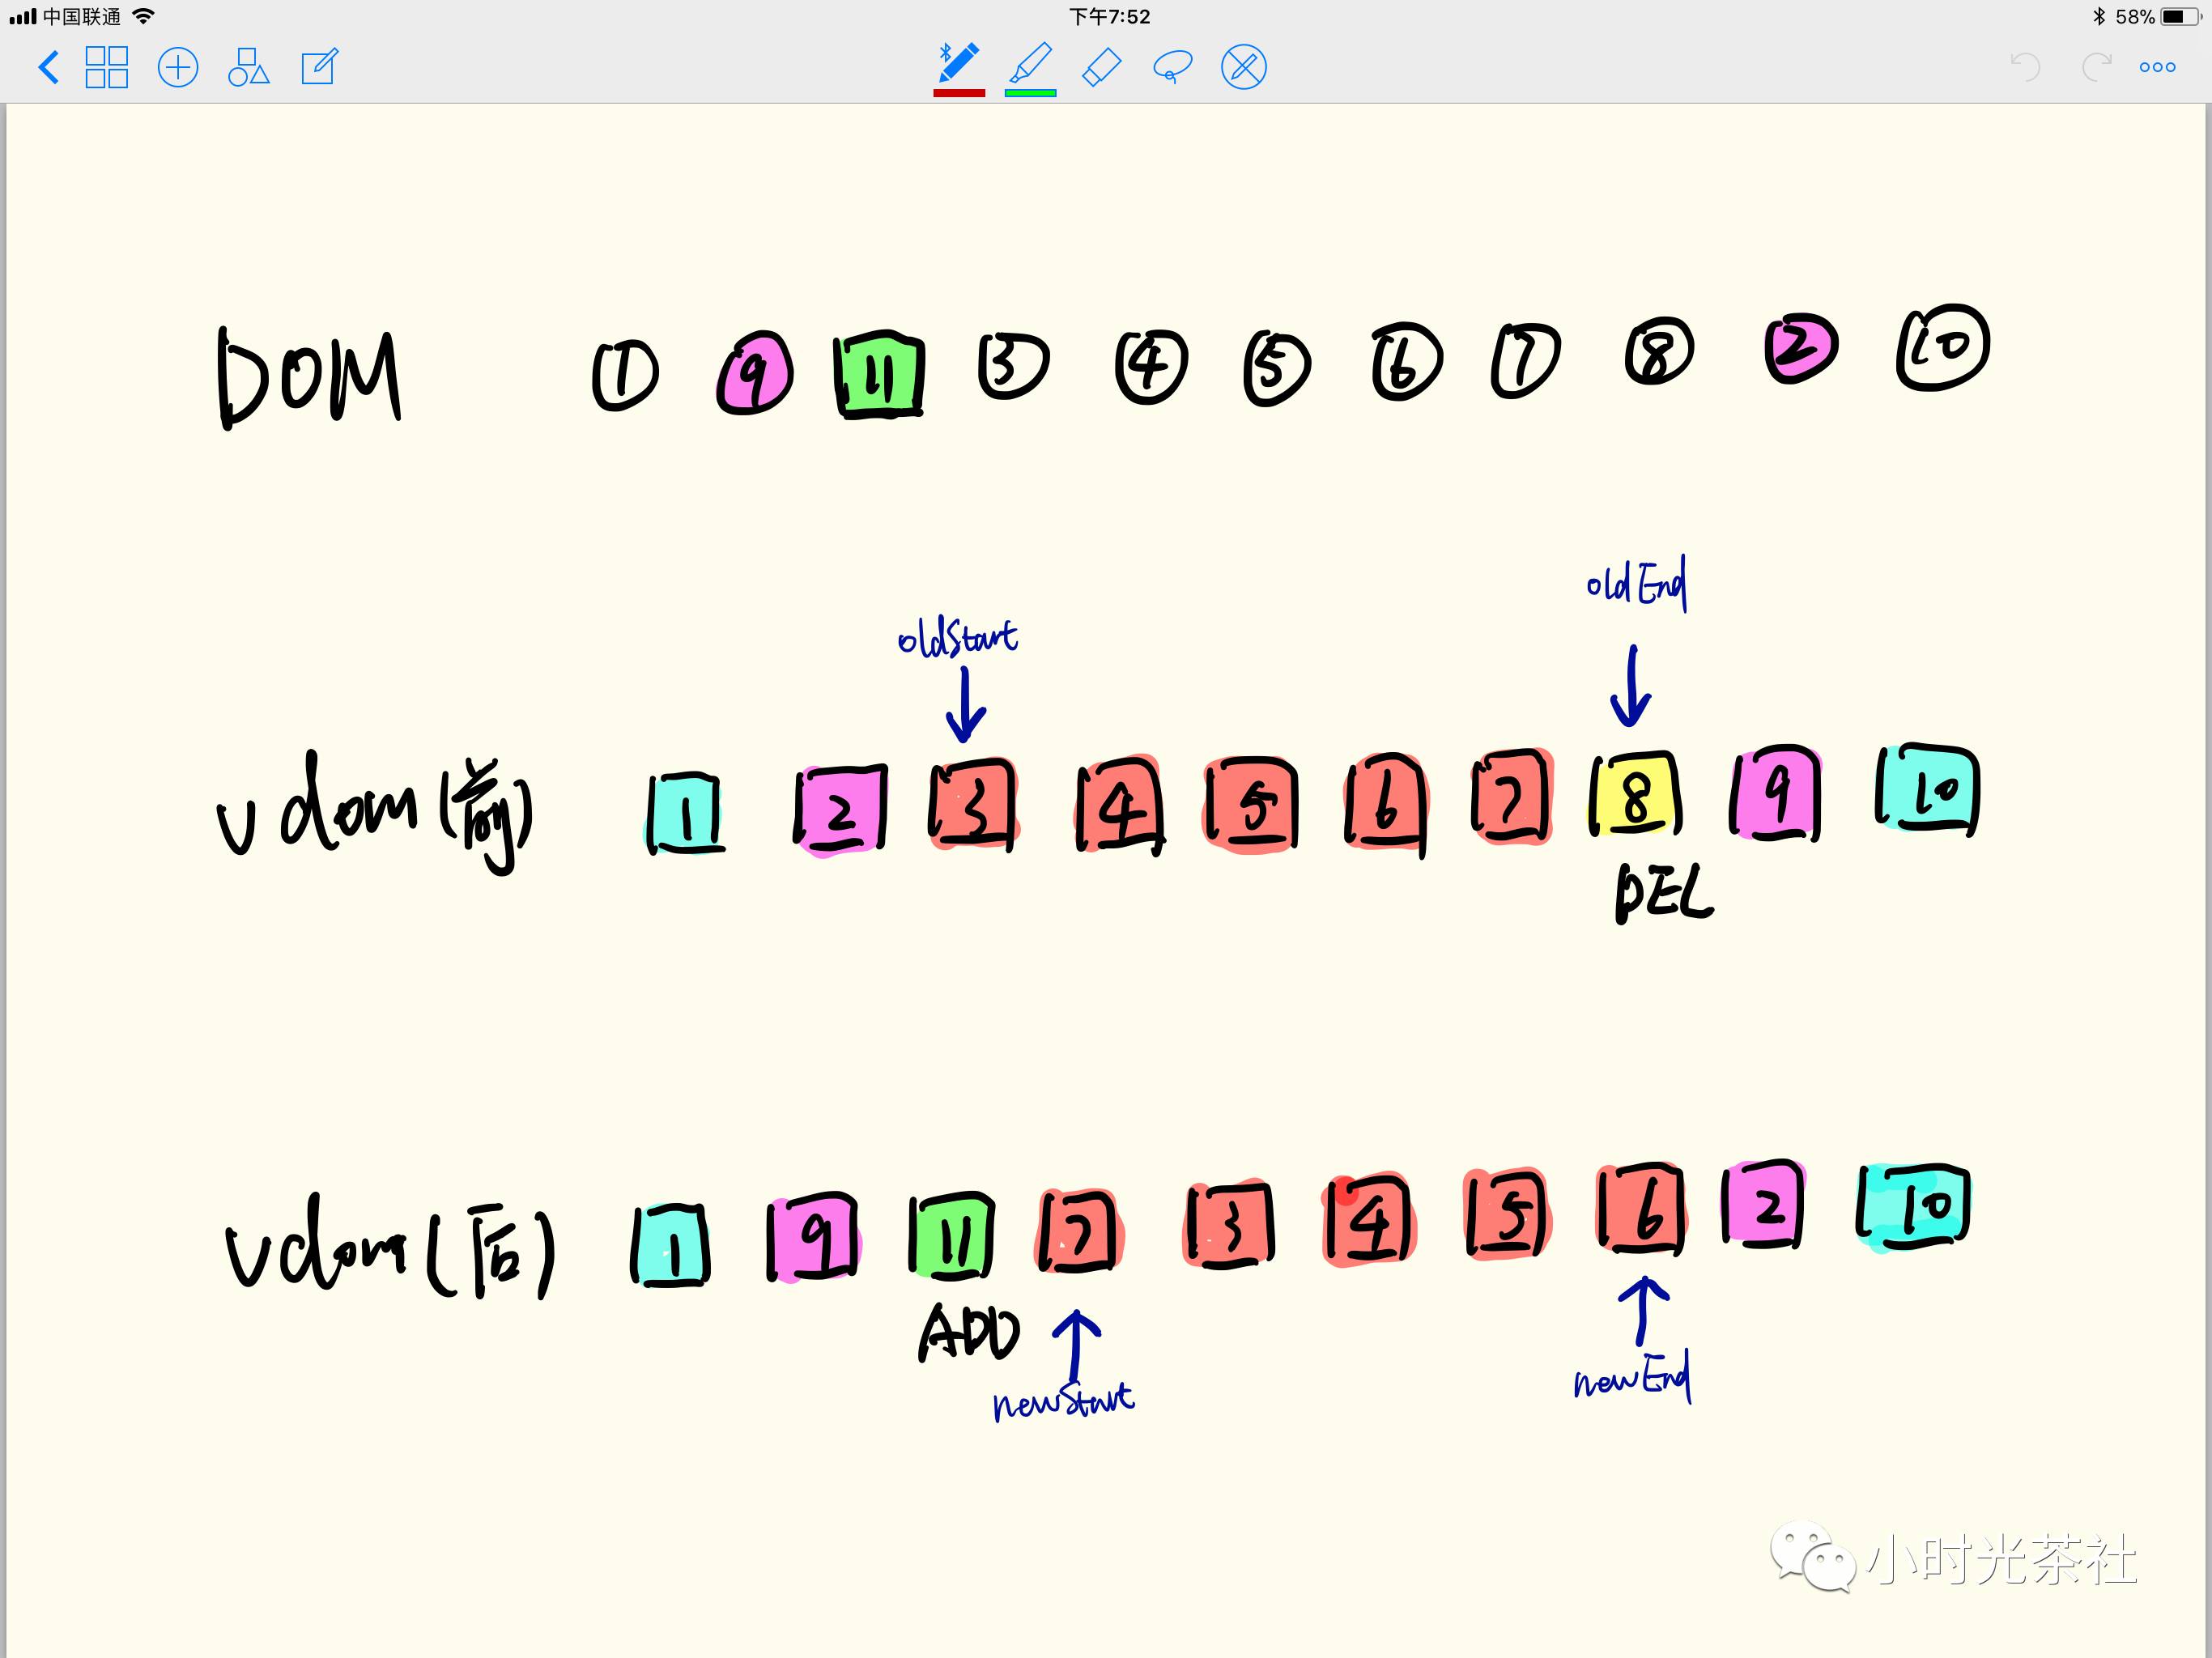 中国联通 下午7:52 58%
DOM ① ⑨ 11 ③ ④ ⑤ ⑥ ⑦ ⑧ ② ⑩
oldStart oldEnd
vdom(前) 1 2 3 4 5 6 7 8 9 10
DEL
vdom(后) 1 9 11 7 3 4 5 6 2 10
ADD
newStart newEnd
小时光茶社